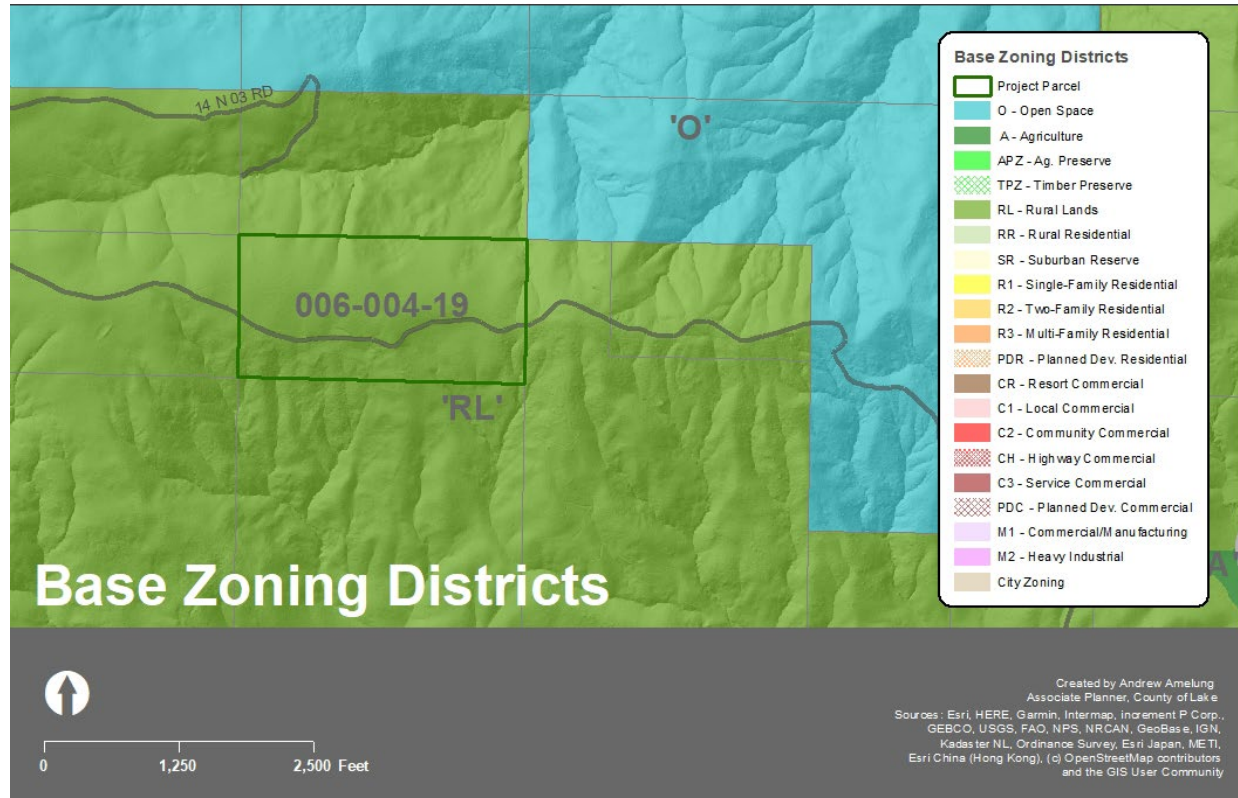 14 N 03 RD
'O'
006-004-19
'RL'
Base Zoning Districts
Base Zoning Districts
Project Parcel
O - Open Space
A - Agriculture
APZ - Ag. Preserve
TPZ - Timber Preserve
RL - Rural Lands
RR - Rural Residential
SR - Suburban Reserve
R1 - Single-Family Residential
R2 - Two-Family Residential
R3 - Multi-Family Residential
PDR - Planned Dev. Residential
CR - Resort Commercial
C1 - Local Commercial
C2 - Community Commercial
CH - Highway Commercial
C3 - Service Commercial
PDC - Planned Dev. Commercial
M1 - Commercial/Manufacturing
M2 - Heavy Industrial
City Zoning
A'
0 1,250 2,500 Feet
Created by Andrew Amelung
Associate Planner, County of Lake
Sources: Esri, HERE, Garmin, Intermap, increment P Corp.,
GEBCO, USGS, FAO, NPS, NRCAN, GeoBase, IGN,
Kadaster NL, Ordinance Survey, Esri Japan, METI,
Esri China (Hong Kong), (c) OpenStreetMap contributors
and the GIS User Community